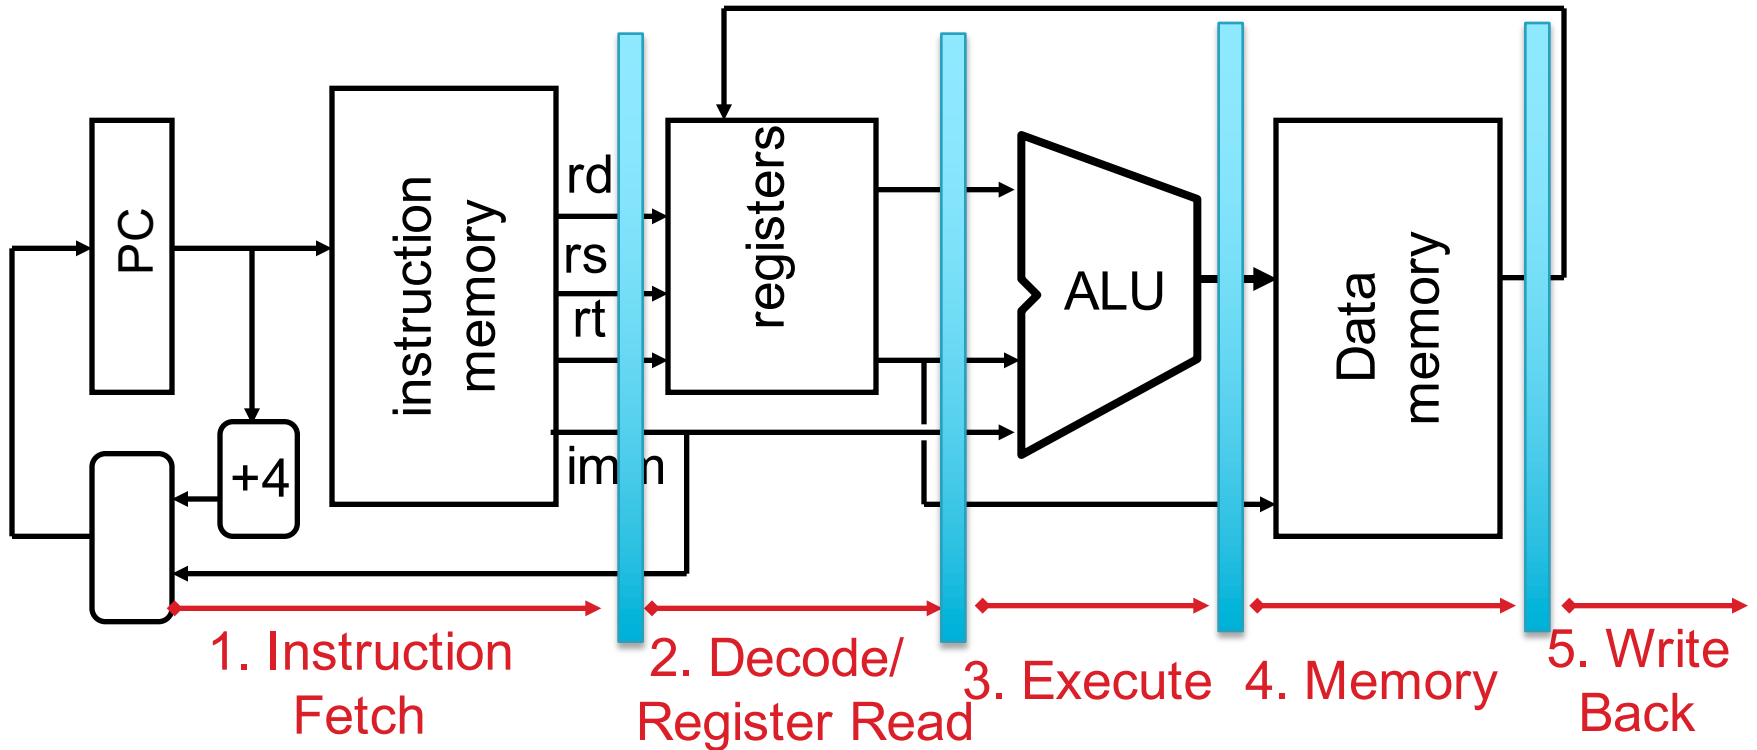 PC
+4
instruction
memory
rd
rs
rt
imm
registers
ALU
Data
memory
1. Instruction
Fetch
2. Decode/
Register Read
3. Execute
4. Memory
5. Write
Back